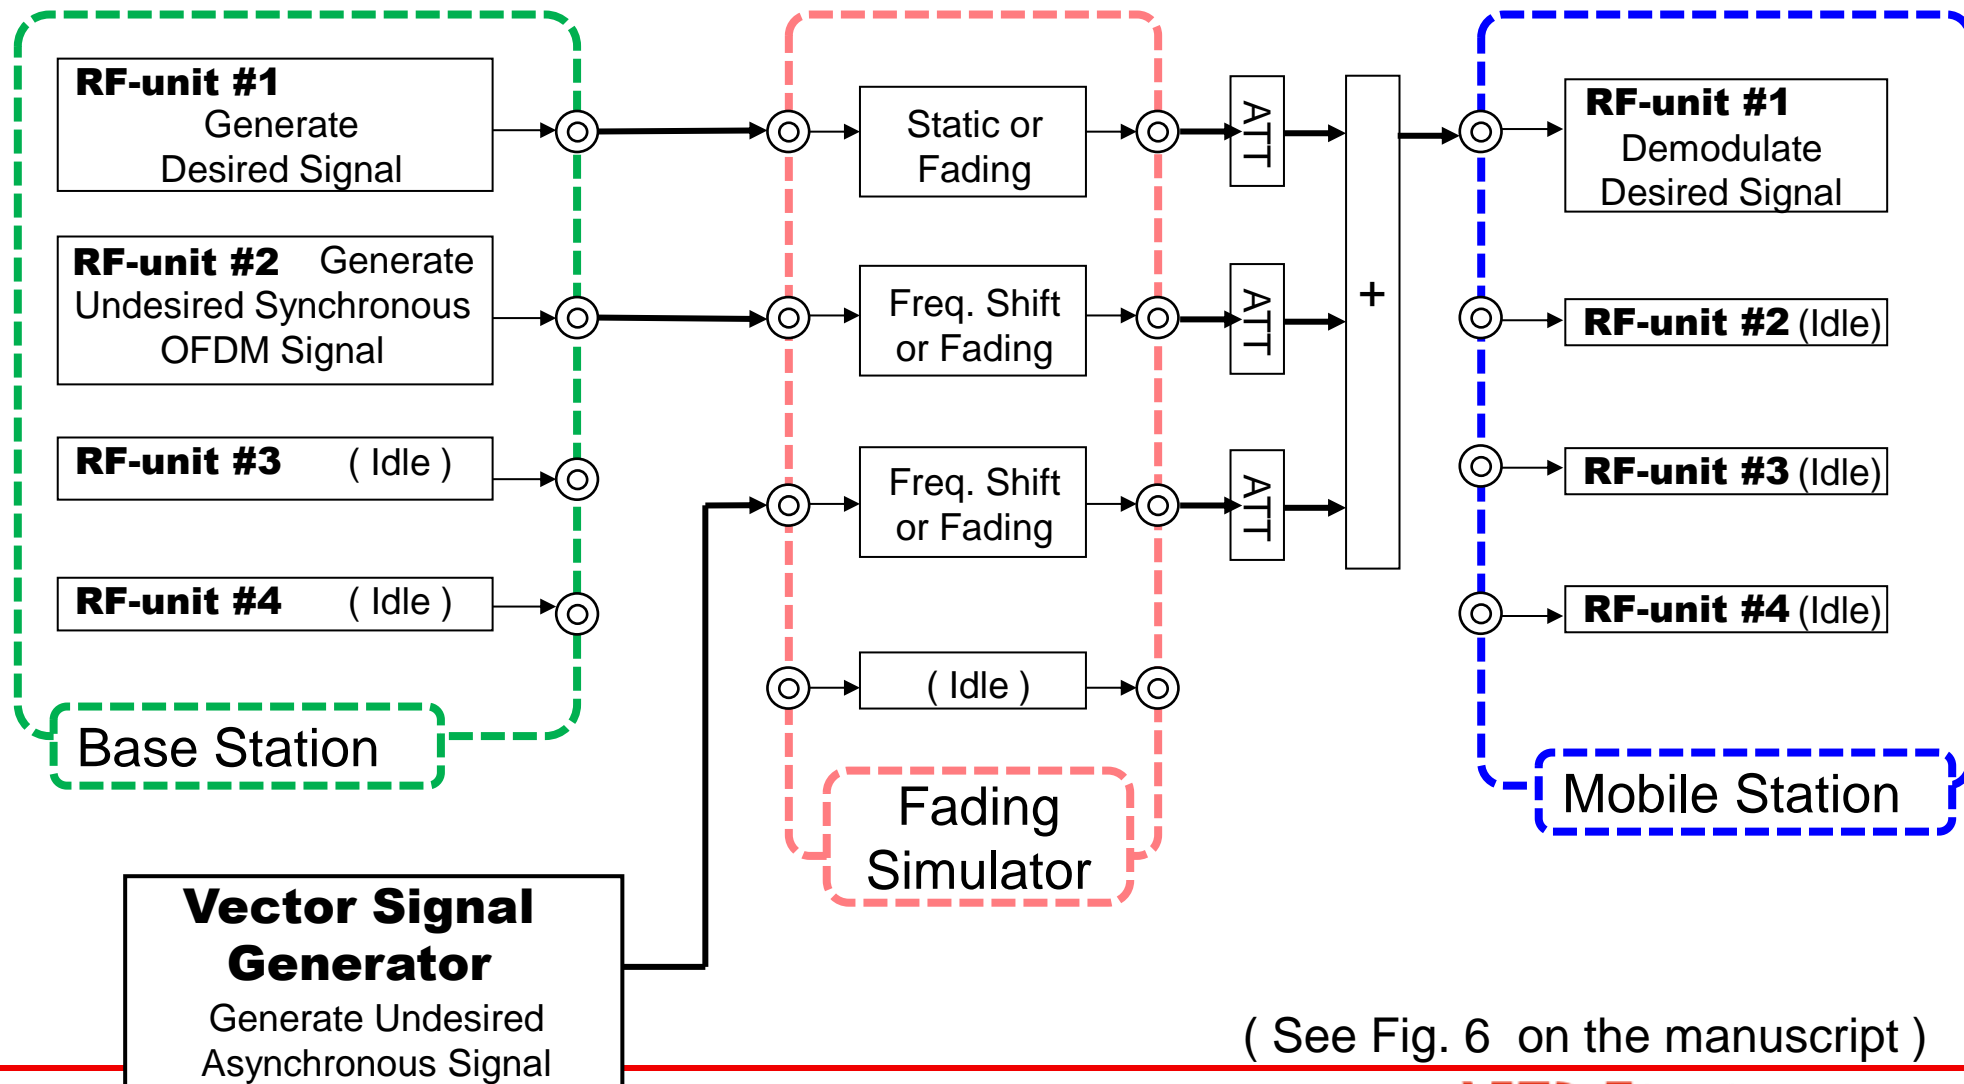 RF-unit #1
Generate
Desired Signal
RF-unit #2 Generate
Undesired Synchronous
OFDM Signal
RF-unit #3 ( Idle )
RF-unit #4 ( Idle )
Base Station
Vector Signal
Generator
Generate Undesired
Asynchronous Signal
Static or
Fading
Freq. Shift
or Fading
Freq. Shift
or Fading
( Idle )
Fading
Simulator
ATT
ATT
ATT
+
RF-unit #1
Demodulate
Desired Signal
RF-unit #2 (Idle)
RF-unit #3 (Idle)
RF-unit #4 (Idle)
Mobile Station
( See Fig. 6 on the manuscript )